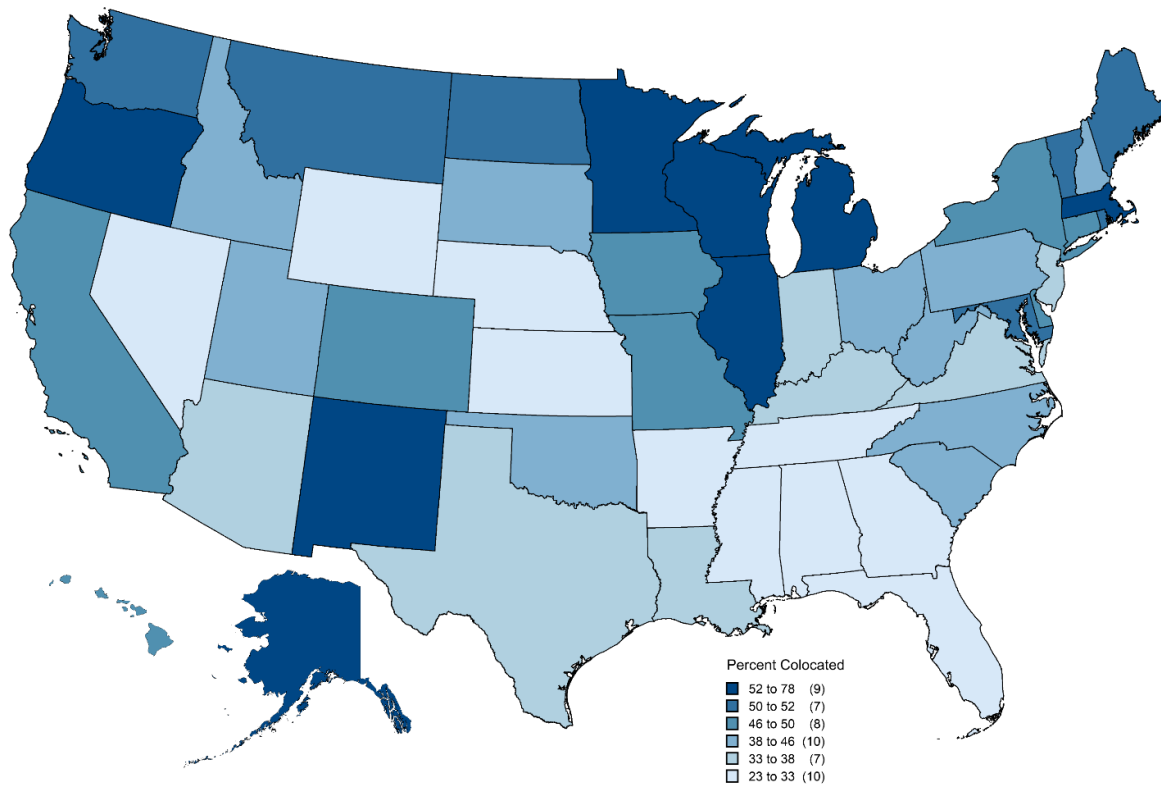 Percent Colocated
52 to 78 (9)
50 to 52 (7)
46 to 50 (8)
38 to 46 (10)
33 to 38 (7)
23 to 33 (10)